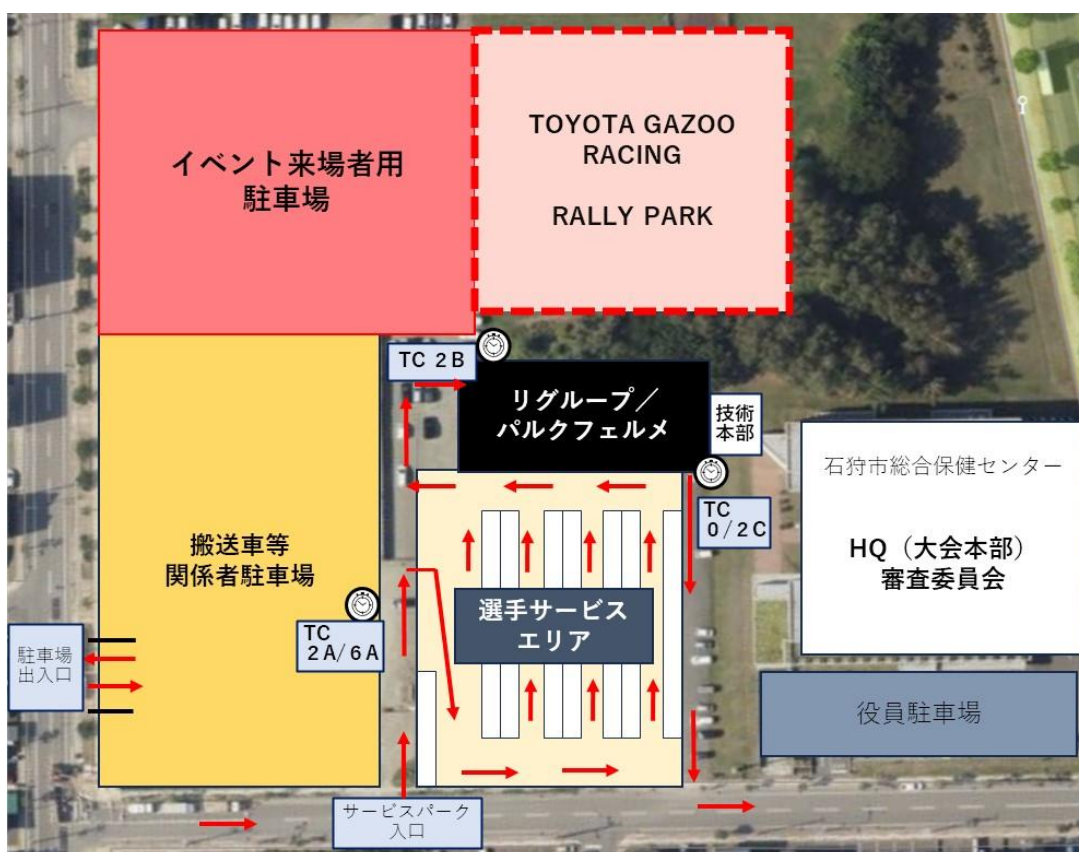 イベント来場者用
駐車場
TOYOTA GAZOO
RACING
RALLY PARK
TC 2B
リグループ／
パルクフェルメ
技術
本部
TC
0/2C
石狩市総合保健センター
HQ（大会本部）
審査委員会
搬送車等
関係者駐車場
TC
2A/6A
選手サービス
エリア
駐車場
出入口
役員駐車場
サービスパーク
入口